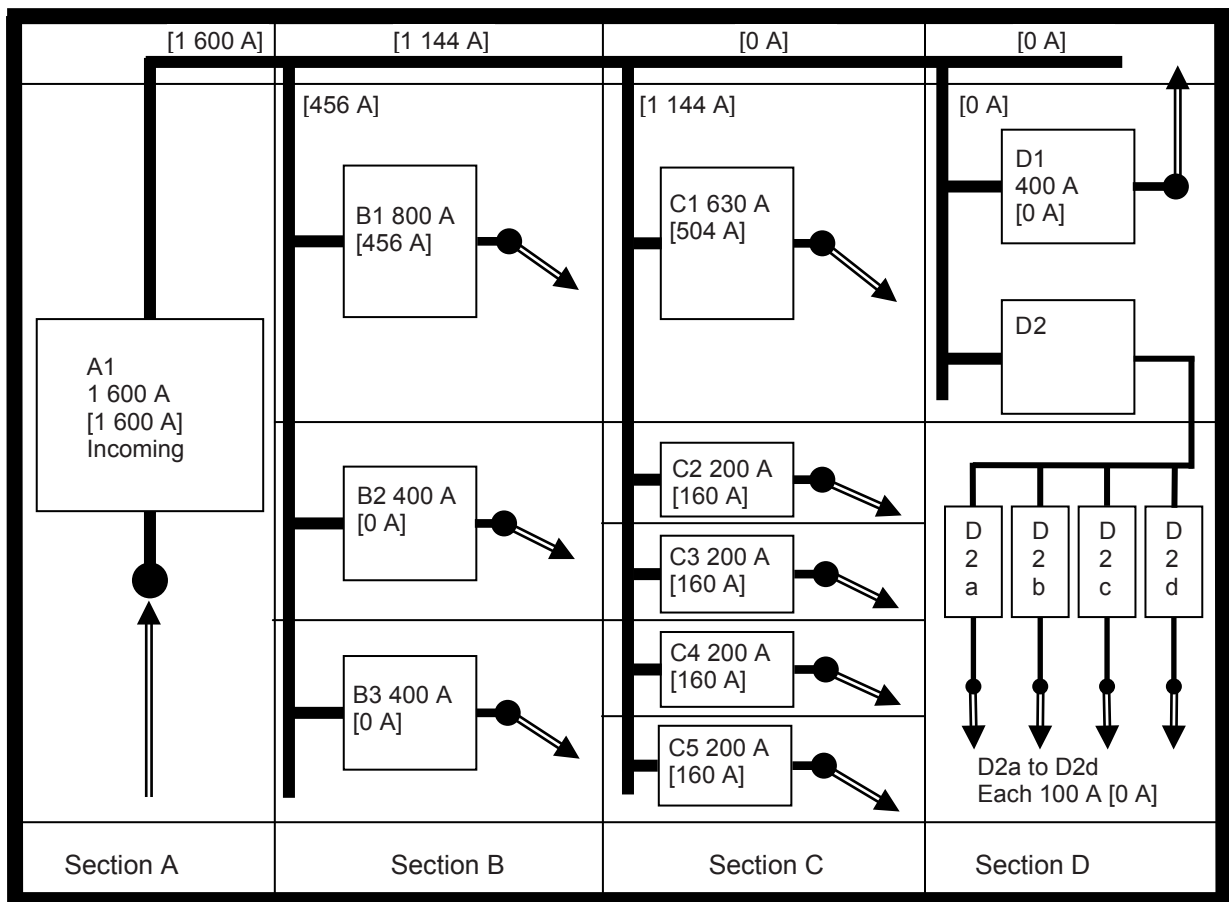 [1 600 A]
[1 144 A]
[0 A]
[0 A]
[456 A]
[1 144 A]
[0 A]
A1
1 600 A
[1 600 A]
Incoming
B1 800 A
[456 A]
B2 400 A
[0 A]
B3 400 A
[0 A]
C1 630 A
[504 A]
C2 200 A
[160 A]
C3 200 A
[160 A]
C4 200 A
[160 A]
C5 200 A
[160 A]
D1
400 A
[0 A]
D2
D
2
a
D
2
b
D
2
c
D
2
d
D2a to D2d
Each 100 A [0 A]
Section A
Section B
Section C
Section D